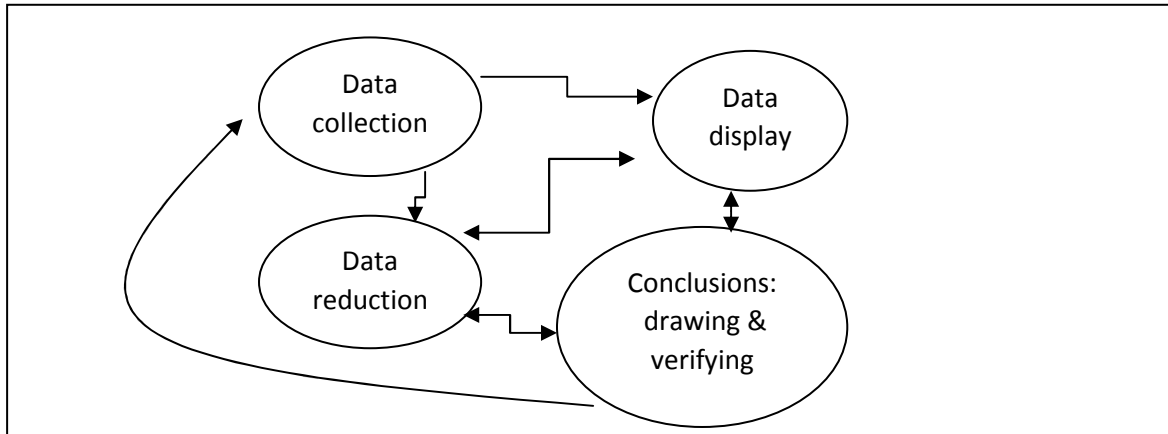 Data
collection
Data
display
Data
reduction
Conclusions:
drawing &
verifying